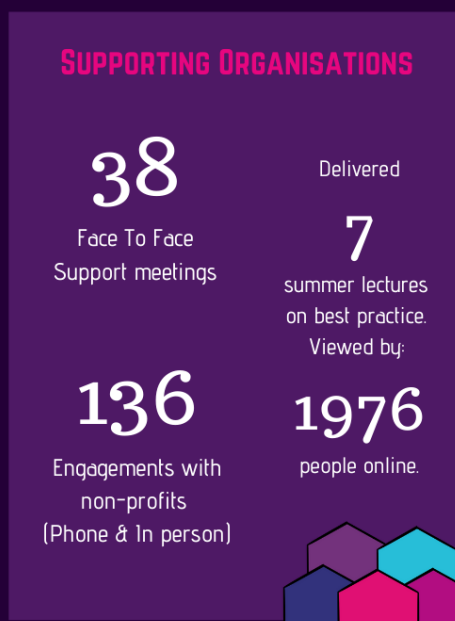 Supporting Organisations
38
Face To Face
Support meetings
136
Engagements with
non-profits
(Phone & In person)
Delivered
7
summer lectures
on best practice.
Viewed by:
1976
people online.